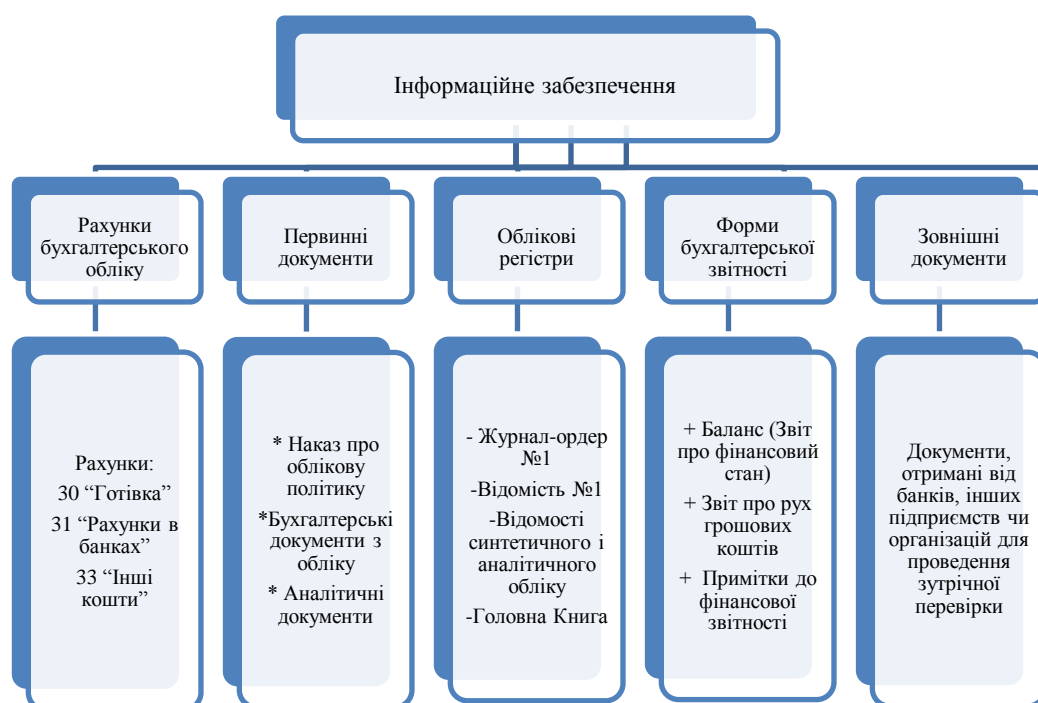 Інформаційне забезпечення
Рахунки
бухгалтерського
обліку
Первинні
документи
Облікові
регістри
Форми
бухгалтерської
звітності
Зовнішні
документи
Рахунки:
30 “Готівка”
31 “Рахунки в
банках”
33 “Інші
кошти”
* Наказ про
облікову
політику
*Бухгалтерські
документи з
обліку
* Аналітичні
документи
- Журнал-ордер
№1
-Відомість №1
-Відомості
синтетичного і
аналітичного
обліку
-Головна Книга
+ Баланс (Звіт
про фінансовий
стан)
+ Звіт про рух
грошових
коштів
+ Примітки до
фінансової
звітності
Документи,
отримані від
банків, інших
підприємств чи
організацій для
проведення
зутрічної
перевірки